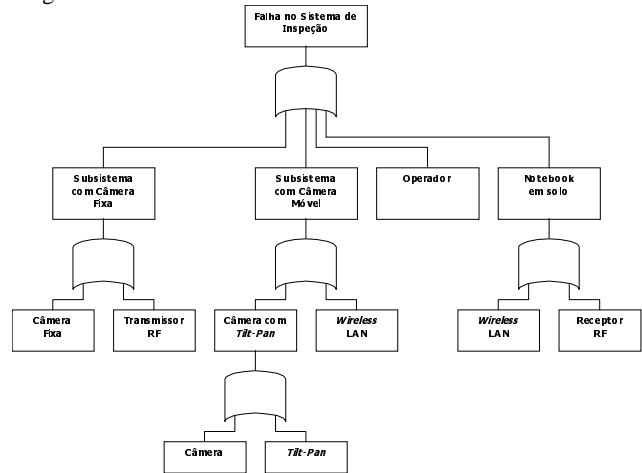 Falha no Sistema de
Inspeção
Subsistema
com Câmera
Fixa
Subsistema
com Câmera
Móvel
Operador
Notebook
em solo
Câmera
Fixa
Transmissor
RF
Câmera com
Tilt-Pan
Wireless
LAN
Wireless
LAN
Receptor
RF
Câmera
Tilt-Pan